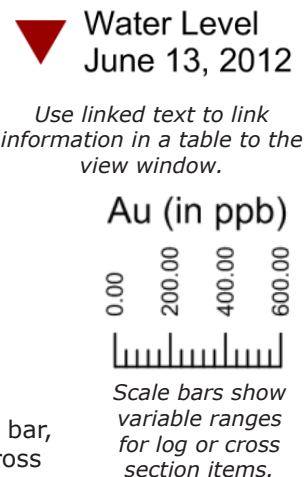 Water Level
June 13, 2012
Use linked text to link
information in a table to the
view window.
Au (in ppb)
0.00
200.00
400.00
600.00
Scale bars show
variable ranges
for log or cross
section items.
bar,
ross